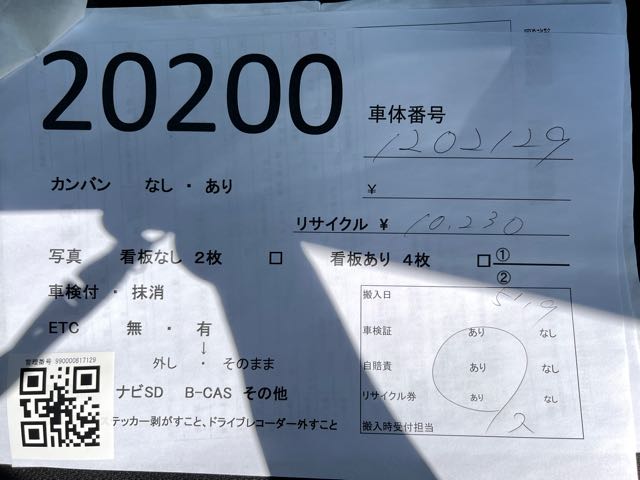 20200
車体番号
1202129
カンバン なし ・ あり
¥
リサイクル ¥ 10,230
写真 看板なし 2枚 □ 看板あり 4枚 □ ①
②
車検付 ・ 抹消
搬入日
ETC 無 ・ 有
車検証 あり なし
↓
管理番号 990000817129
外し ・ そのまま
自賠責 あり なし
ナビSD B-CAS その他
リサイクル券 あり なし
ステッカー剥がすこと、ドライブレコーダー外すこと
搬入時受付担当